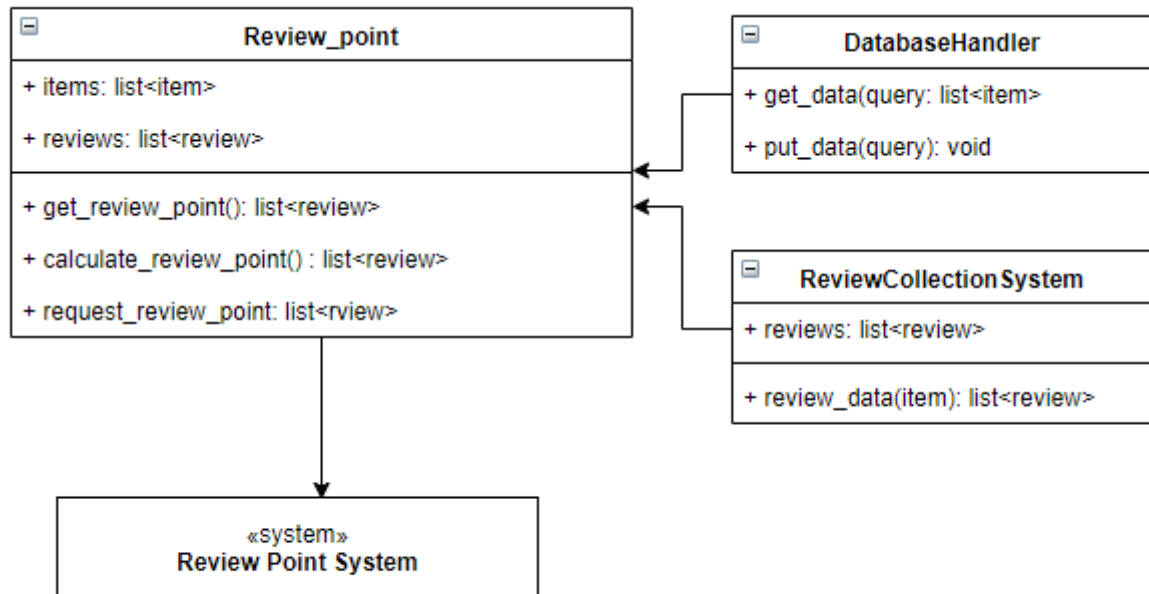 Review_point
+ items: list<item>
+ reviews: list<review>
+ get_review_point(): list<review>
+ calculate_review_point() : list<review>
+ request_review_point: list<rview>
DatabaseHandler
+ get_data(query: list<item>
+ put_data(query): void
ReviewCollectionSystem
+ reviews: list<review>
+ review_data(item): list<review>
«system»
Review Point System